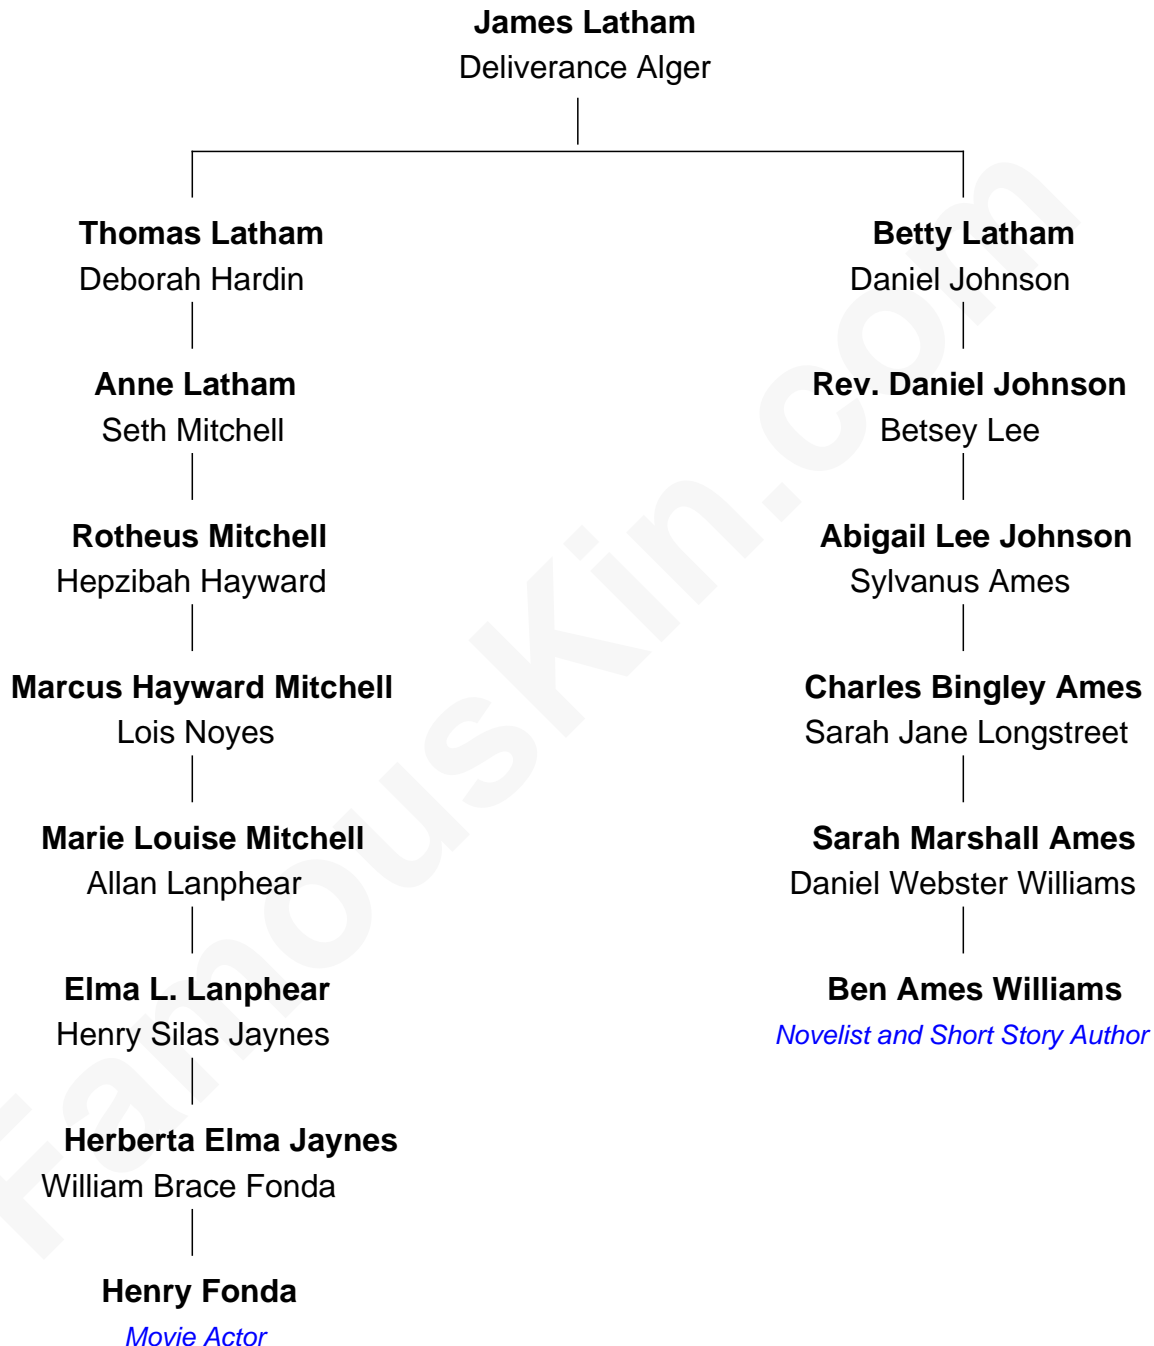 James Latham
Deliverance Alger
Thomas Latham
Deborah Hardin
Betty Latham
Daniel Johnson
Anne Latham
Seth Mitchell
Rev. Daniel Johnson
Betsey Lee
Rotheus Mitchell
Hepzibah Hayward
Abigail Lee Johnson
Sylvanus Ames
Marcus Hayward Mitchell
Lois Noyes
Charles Bingley Ames
Sarah Jane Longstreet
Marie Louise Mitchell
Allan Lanphear
Sarah Marshall Ames
Daniel Webster Williams
Elma L. Lanphear
Henry Silas Jaynes
Ben Ames Williams
Novelist and Short Story Author
Herberta Elma Jaynes
William Brace Fonda
Henry Fonda
Movie Actor
FamousKin.com